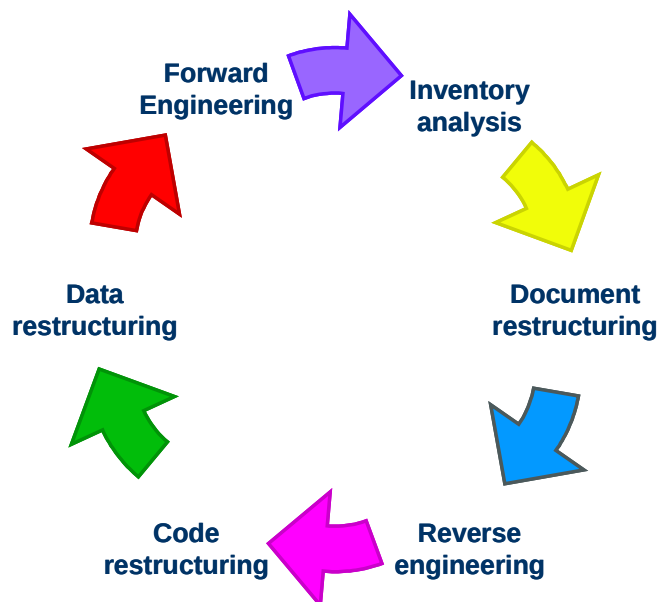 Forward
Engineering
Inventory
analysis
Document
restructuring
Reverse
engineering
Code
restructuring
Data
restructuring